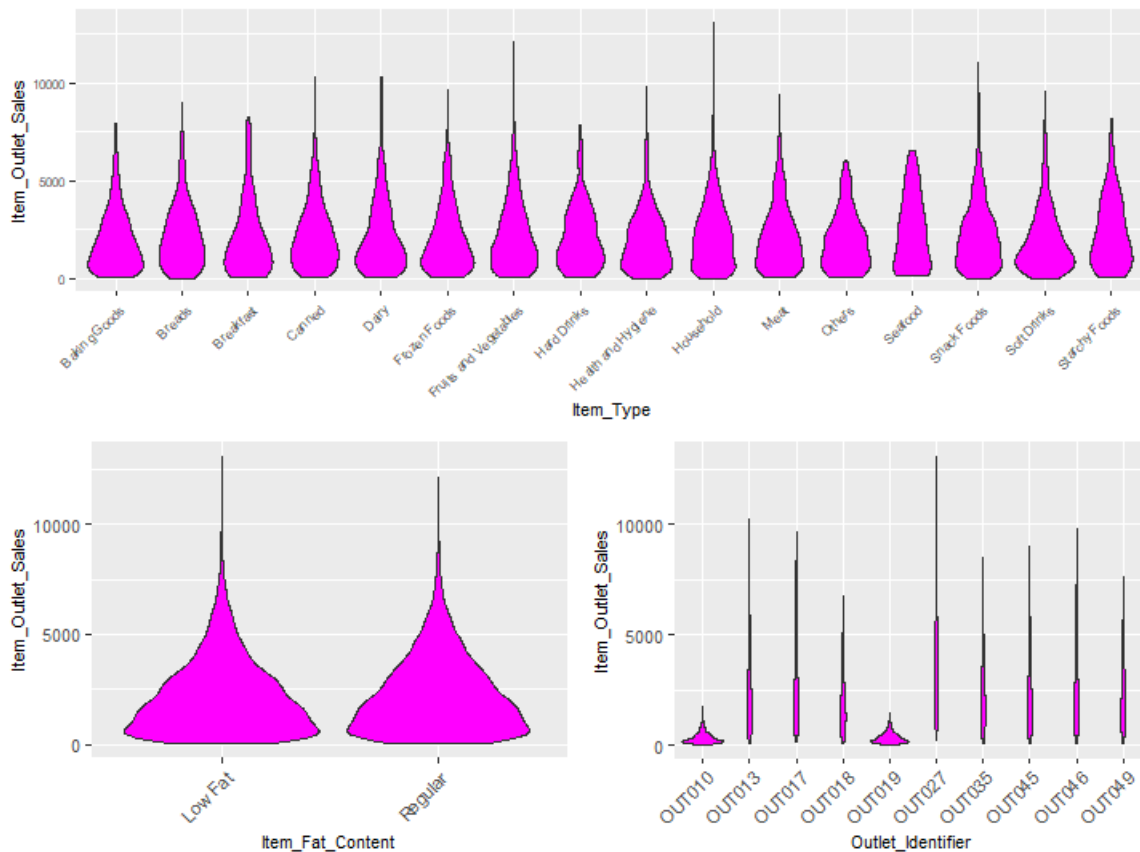 Item_Outlet_Sales
10000
5000
0
Baking Goods
Breads
Breakfast
Canned
Dairy
Frozen Foods
Fruits and Vegetables
Hard Drinks
Health and Hygiene
Household
Meat
Others
Seafood
Snack Foods
Soft Drinks
Starchy Foods
Item_Type
Item_Outlet_Sales
10000
5000
0
Low Fat
Regular
Item_Fat_Content
Item_Outlet_Sales
10000
5000
0
OUT010
OUT013
OUT017
OUT018
OUT019
OUT027
OUT035
OUT045
OUT046
OUT049
Outlet_Identifier